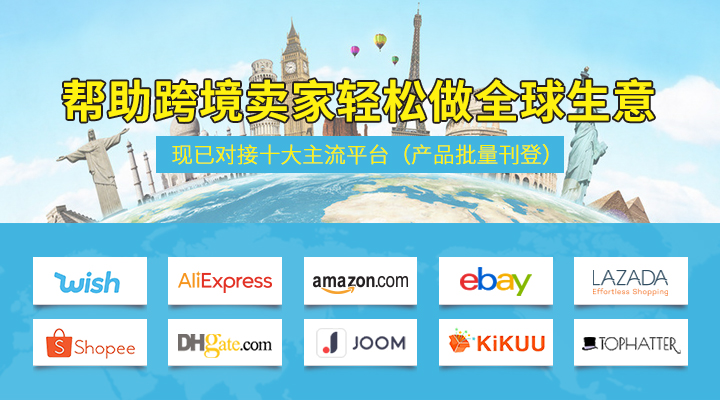 帮助跨境卖家轻松做全球生意
现已对接十大主流平台（产品批量刊登）
wish
AliExpress
amazon.com
ebay
LAZADA
Effortless Shopping
Shopee
DHgate.com
JOOM
KiKUU
TOPHATTER